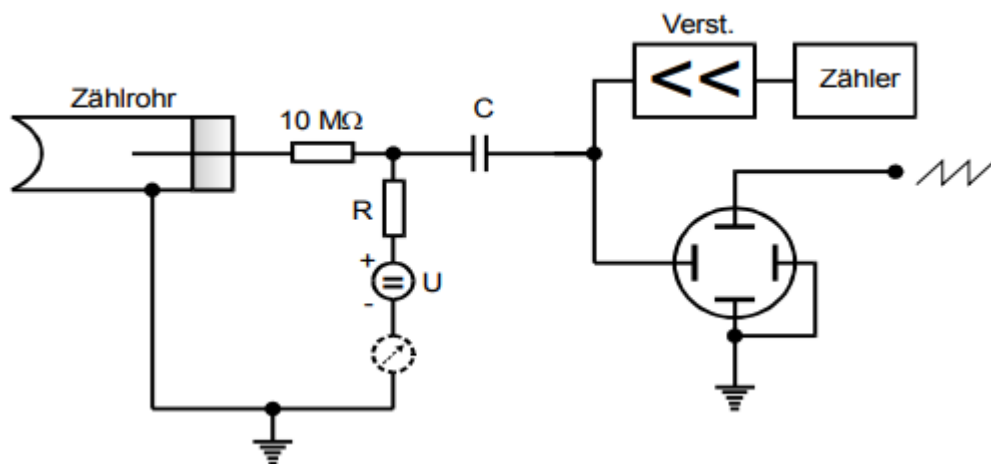 Verst.
<<
Zähler
Zählrohr
10 MΩ
C
R
+
=
U
-